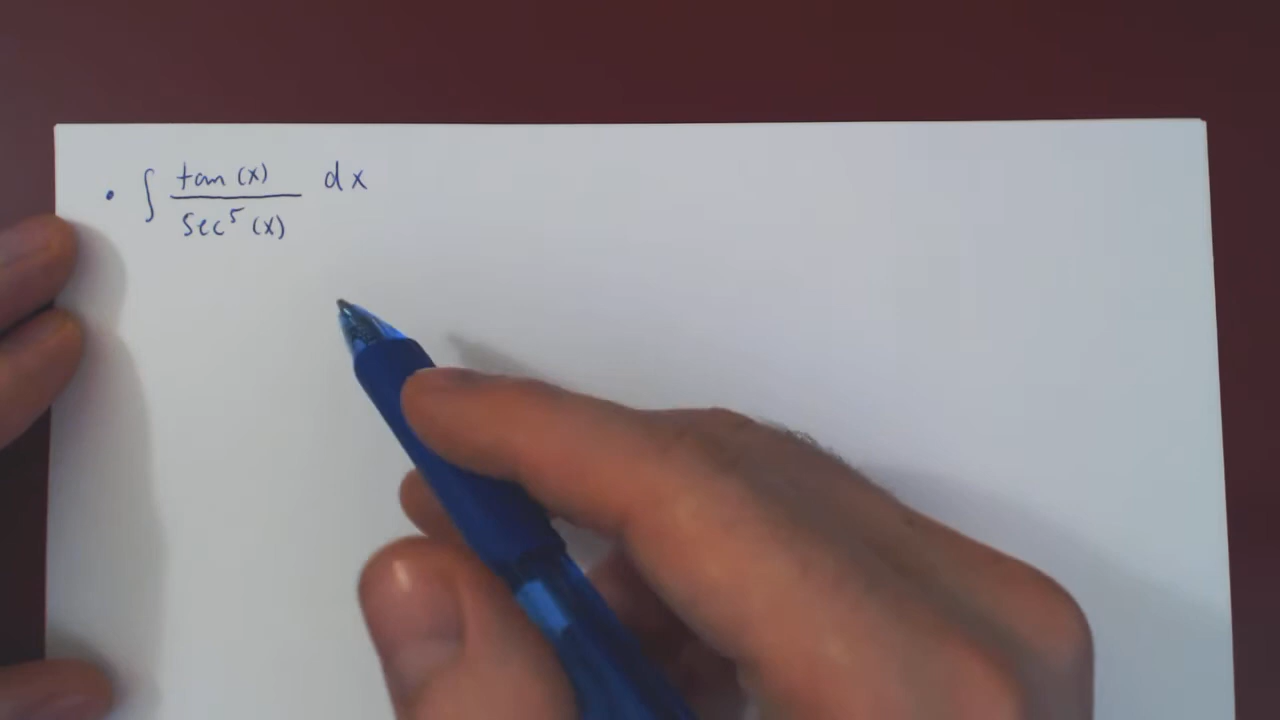 • ∫ tan(x) / sec⁵(x) dx